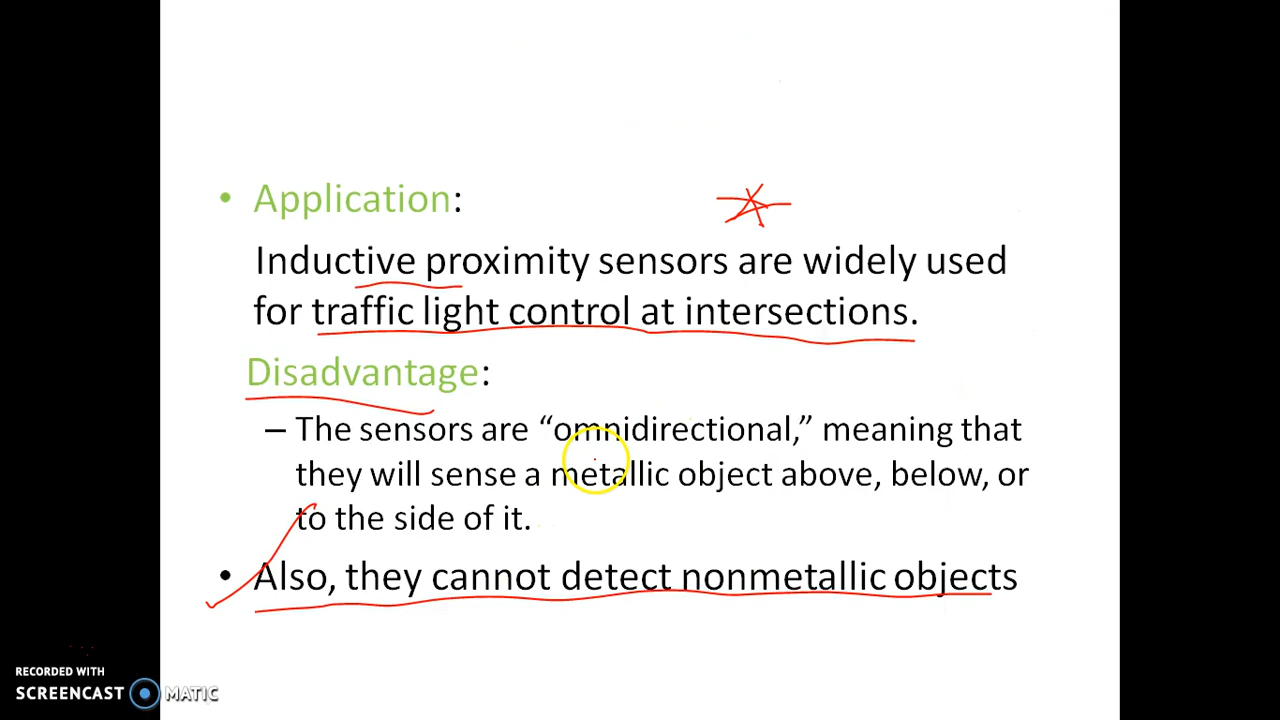 • Application:
Inductive proximity sensors are widely used
for traffic light control at intersections.
Disadvantage:
– The sensors are “omnidirectional,” meaning that
they will sense a metallic object above, below, or
to the side of it.
• Also, they cannot detect nonmetallic objects
RECORDED WITH
SCREENCAST MATIC